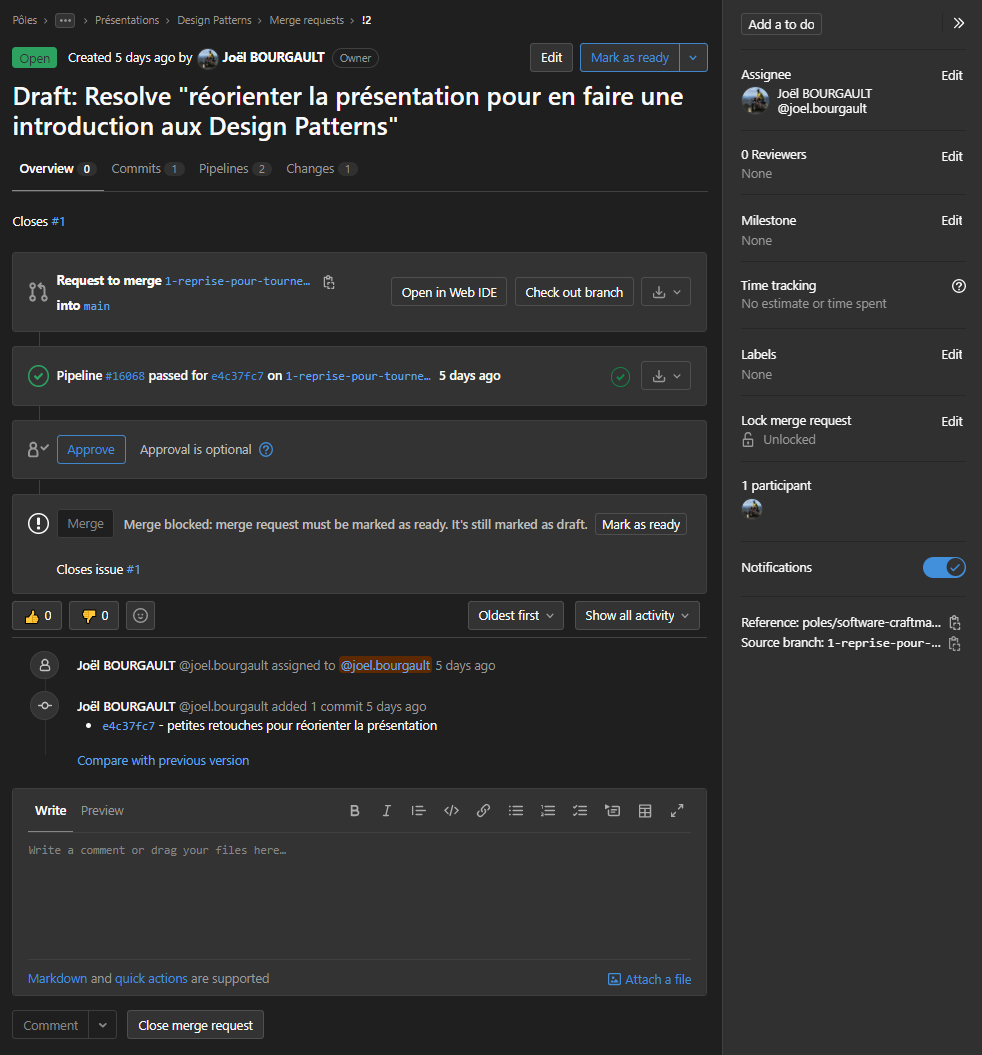 Pôles › ••• › Présentations › Design Patterns › Merge requests › !2
Open Created 5 days ago by Joël BOURGAULT Owner Edit Mark as ready
Draft: Resolve "réorienter la présentation pour en faire une
introduction aux Design Patterns"
Overview 0 Commits 1 Pipelines 2 Changes 1
Closes #1
Request to merge 1-reprise-pour-tourne…
into main
Open in Web IDE Check out branch
Pipeline #16068 passed for e4c37fc7 on 1-reprise-pour-tourne… 5 days ago
Approve Approval is optional
Merge Merge blocked: merge request must be marked as ready. It's still marked as draft. Mark as ready
Closes issue #1
👍 0 👎 0 Oldest first Show all activity
Joël BOURGAULT @joel.bourgault assigned to @joel.bourgault 5 days ago
Joël BOURGAULT @joel.bourgault added 1 commit 5 days ago
• e4c37fc7 - petites retouches pour réorienter la présentation
Compare with previous version
Write Preview
Write a comment or drag your files here…
Markdown and quick actions are supported Attach a file
Comment Close merge request
Add a to do
Assignee Edit
Joël BOURGAULT
@joel.bourgault
0 Reviewers Edit
None
Milestone Edit
None
Time tracking
No estimate or time spent
Labels Edit
None
Lock merge request Edit
Unlocked
1 participant
Notifications
Reference: poles/software-craftma...
Source branch: 1-reprise-pour-...